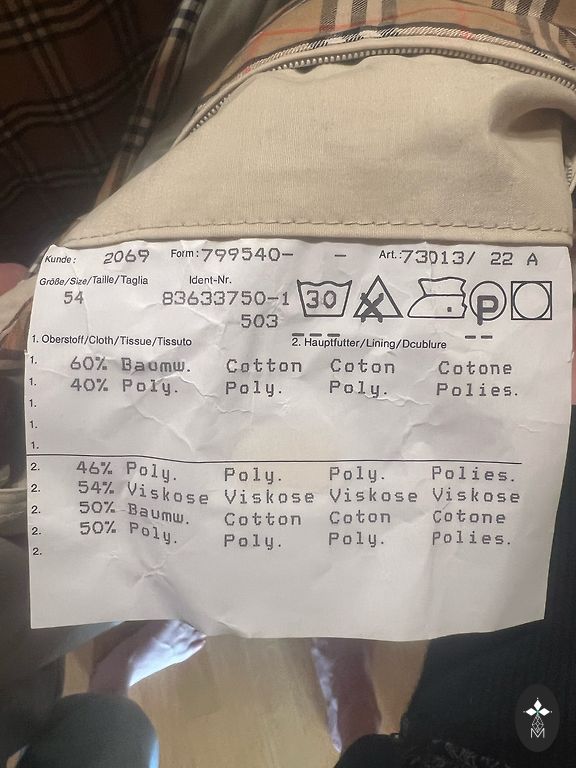 Kunde: 2069 Form: 799540- - Art.: 73013/ 22 A
Größe/Size/Taille/Taglia Ident-Nr.
54 83633750-1
503
30 P
1. Oberstoff/Cloth/Tissue/Tissuto 2. Hauptfutter/Lining/Dcublure
1. 60% Baumw. Cotton Coton Cotone
1. 40% Poly. Poly. Poly. Polies.
1.
1.
1.
2. 46% Poly. Poly. Poly. Polies.
2. 54% Viskose Viskose Viskose Viskose
2. 50% Baumw. Cotton Coton Cotone
2. 50% Poly. Poly. Poly. Polies.
2.
M